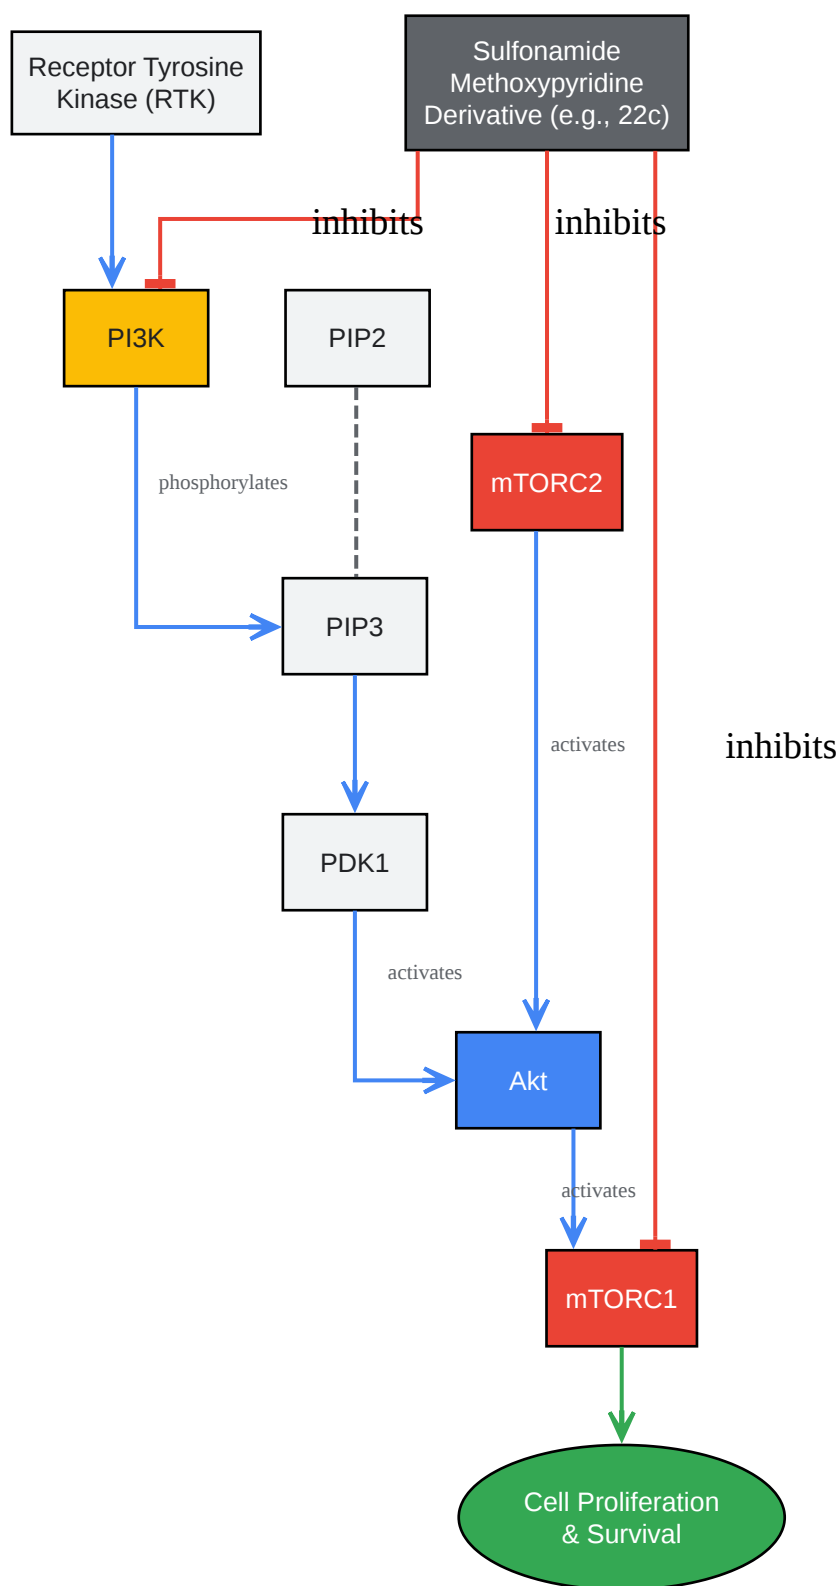 Receptor Tyrosine
Kinase (RTK)
Sulfonamide
Methoxypyridine
Derivative (e.g., 22c)
inhibits
inhibits
PI3K
PIP2
phosphorylates
mTORC2
PIP3
activates
inhibits
PDK1
activates
Akt
activates
mTORC1
Cell Proliferation
& Survival